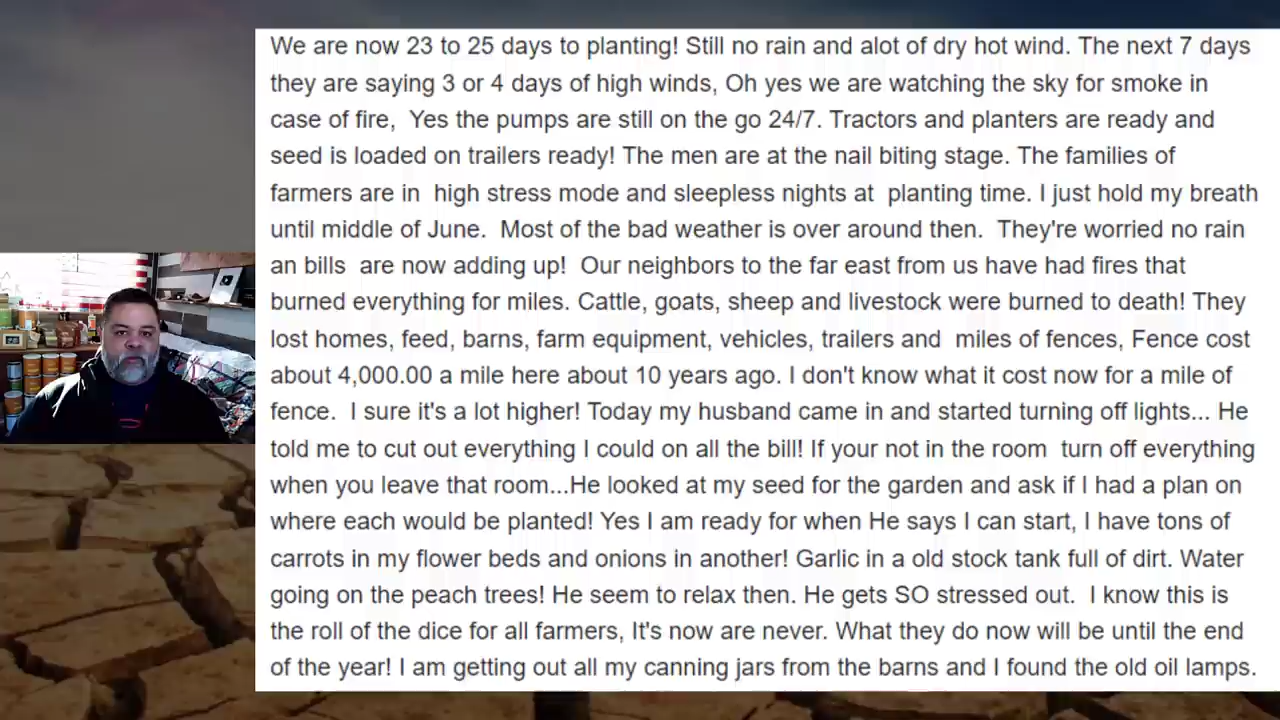 We are now 23 to 25 days to planting! Still no rain and alot of dry hot wind. The next 7 days
they are saying 3 or 4 days of high winds, Oh yes we are watching the sky for smoke in
case of fire,  Yes the pumps are still on the go 24/7. Tractors and planters are ready and
seed is loaded on trailers ready! The men are at the nail biting stage. The families of
farmers are in  high stress mode and sleepless nights at  planting time. I just hold my breath
until middle of June.  Most of the bad weather is over around then.  They're worried no rain
an bills  are now adding up!  Our neighbors to the far east from us have had fires that
burned everything for miles. Cattle, goats, sheep and livestock were burned to death! They
lost homes, feed, barns, farm equipment, vehicles, trailers and  miles of fences, Fence cost
about 4,000.00 a mile here about 10 years ago. I don't know what it cost now for a mile of
fence.  I sure it's a lot higher! Today my husband came in and started turning off lights... He
told me to cut out everything I could on all the bill! If your not in the room  turn off everything
when you leave that room...He looked at my seed for the garden and ask if I had a plan on
where each would be planted! Yes I am ready for when He says I can start, I have tons of
carrots in my flower beds and onions in another! Garlic in a old stock tank full of dirt. Water
going on the peach trees! He seem to relax then. He gets SO stressed out.  I know this is
the roll of the dice for all farmers, It's now are never. What they do now will be until the end
of the year! I am getting out all my canning jars from the barns and I found the old oil lamps.